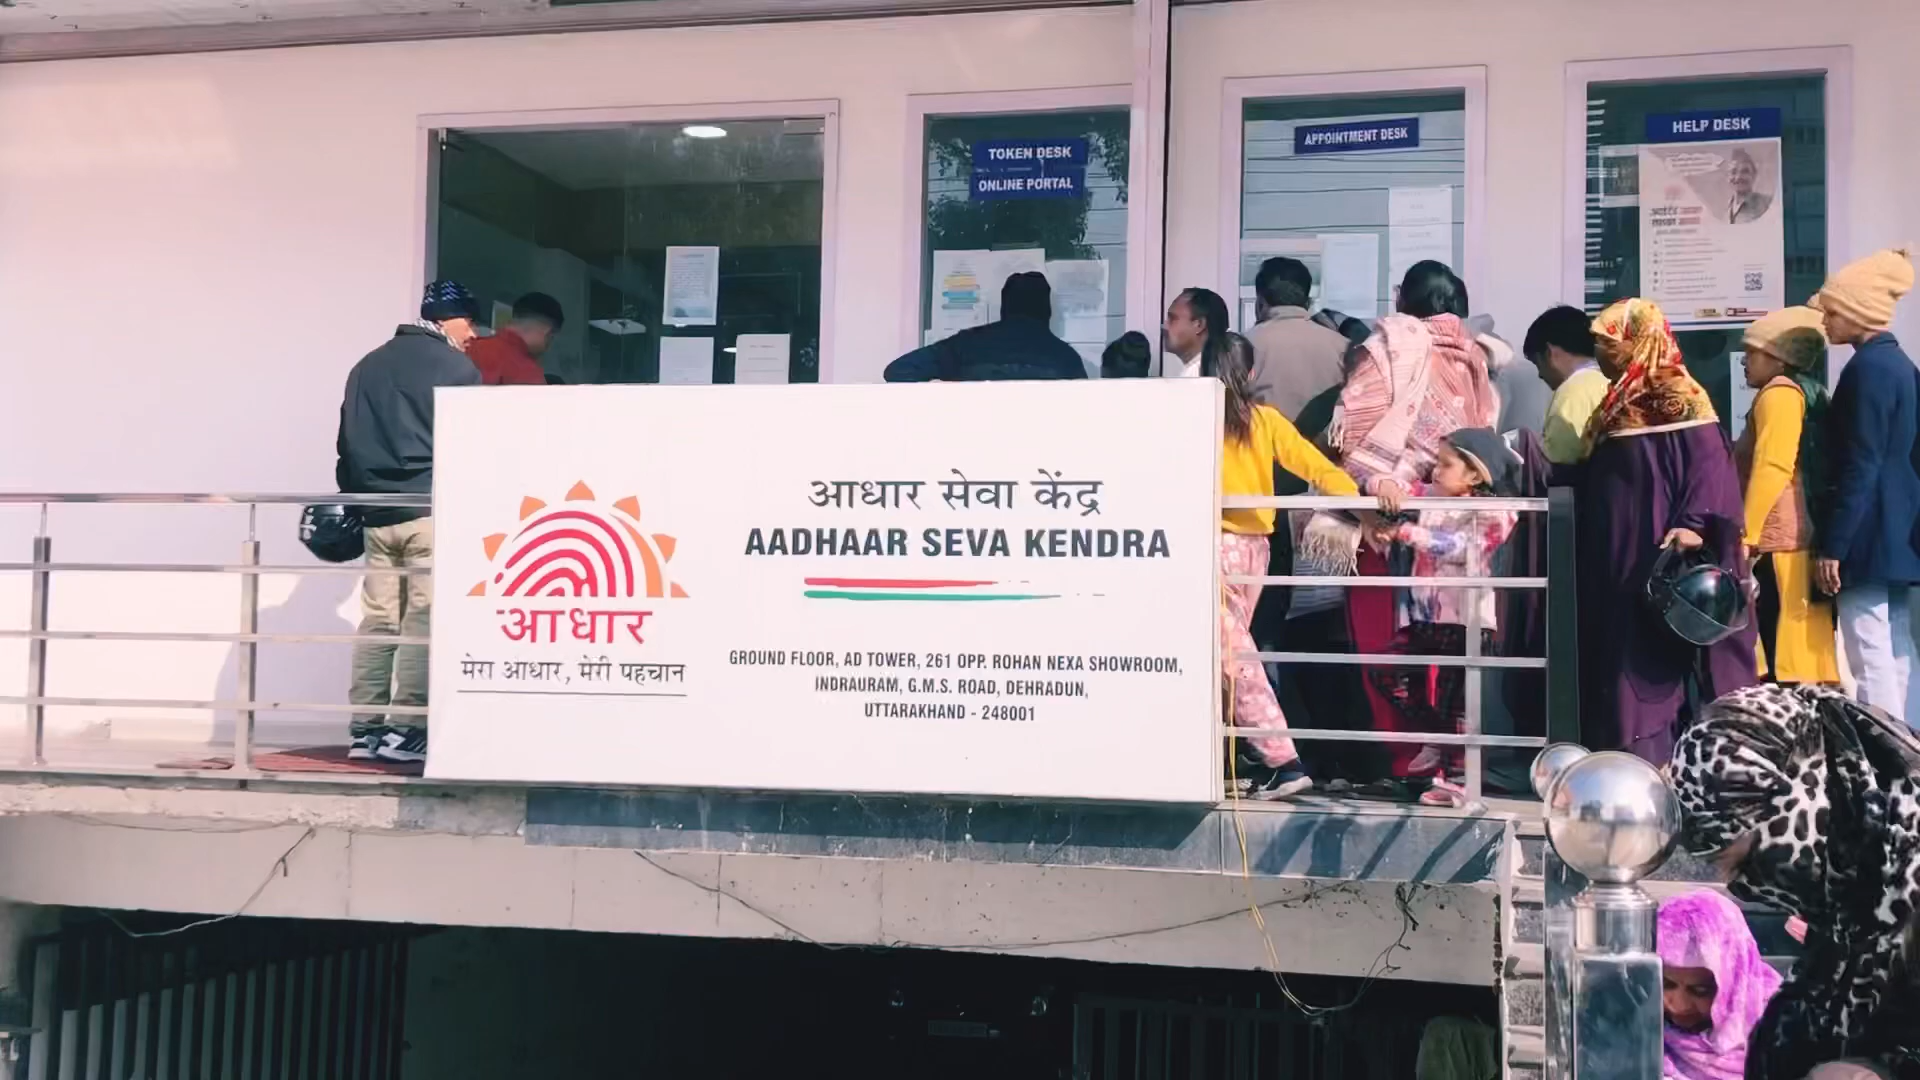 TOKEN DESK
ONLINE PORTAL
APPOINTMENT DESK
HELP DESK
आधार सेवा केंद्र
AADHAAR SEVA KENDRA
आधार
मेरा आधार, मेरी पहचान
GROUND FLOOR, AD TOWER, 261 OPP. ROHAN NEXA SHOWROOM,
INDRAURAM, G.M.S. ROAD, DEHRADUN,
UTTARAKHAND - 248001